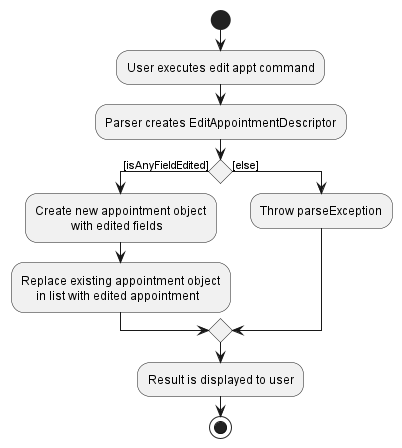 User executes edit appt command
Parser creates EditAppointmentDescriptor
[isAnyFieldEdited]
[else]
Create new appointment object
with edited fields
Throw parseException
Replace existing appointment object
in list with edited appointment
Result is displayed to user